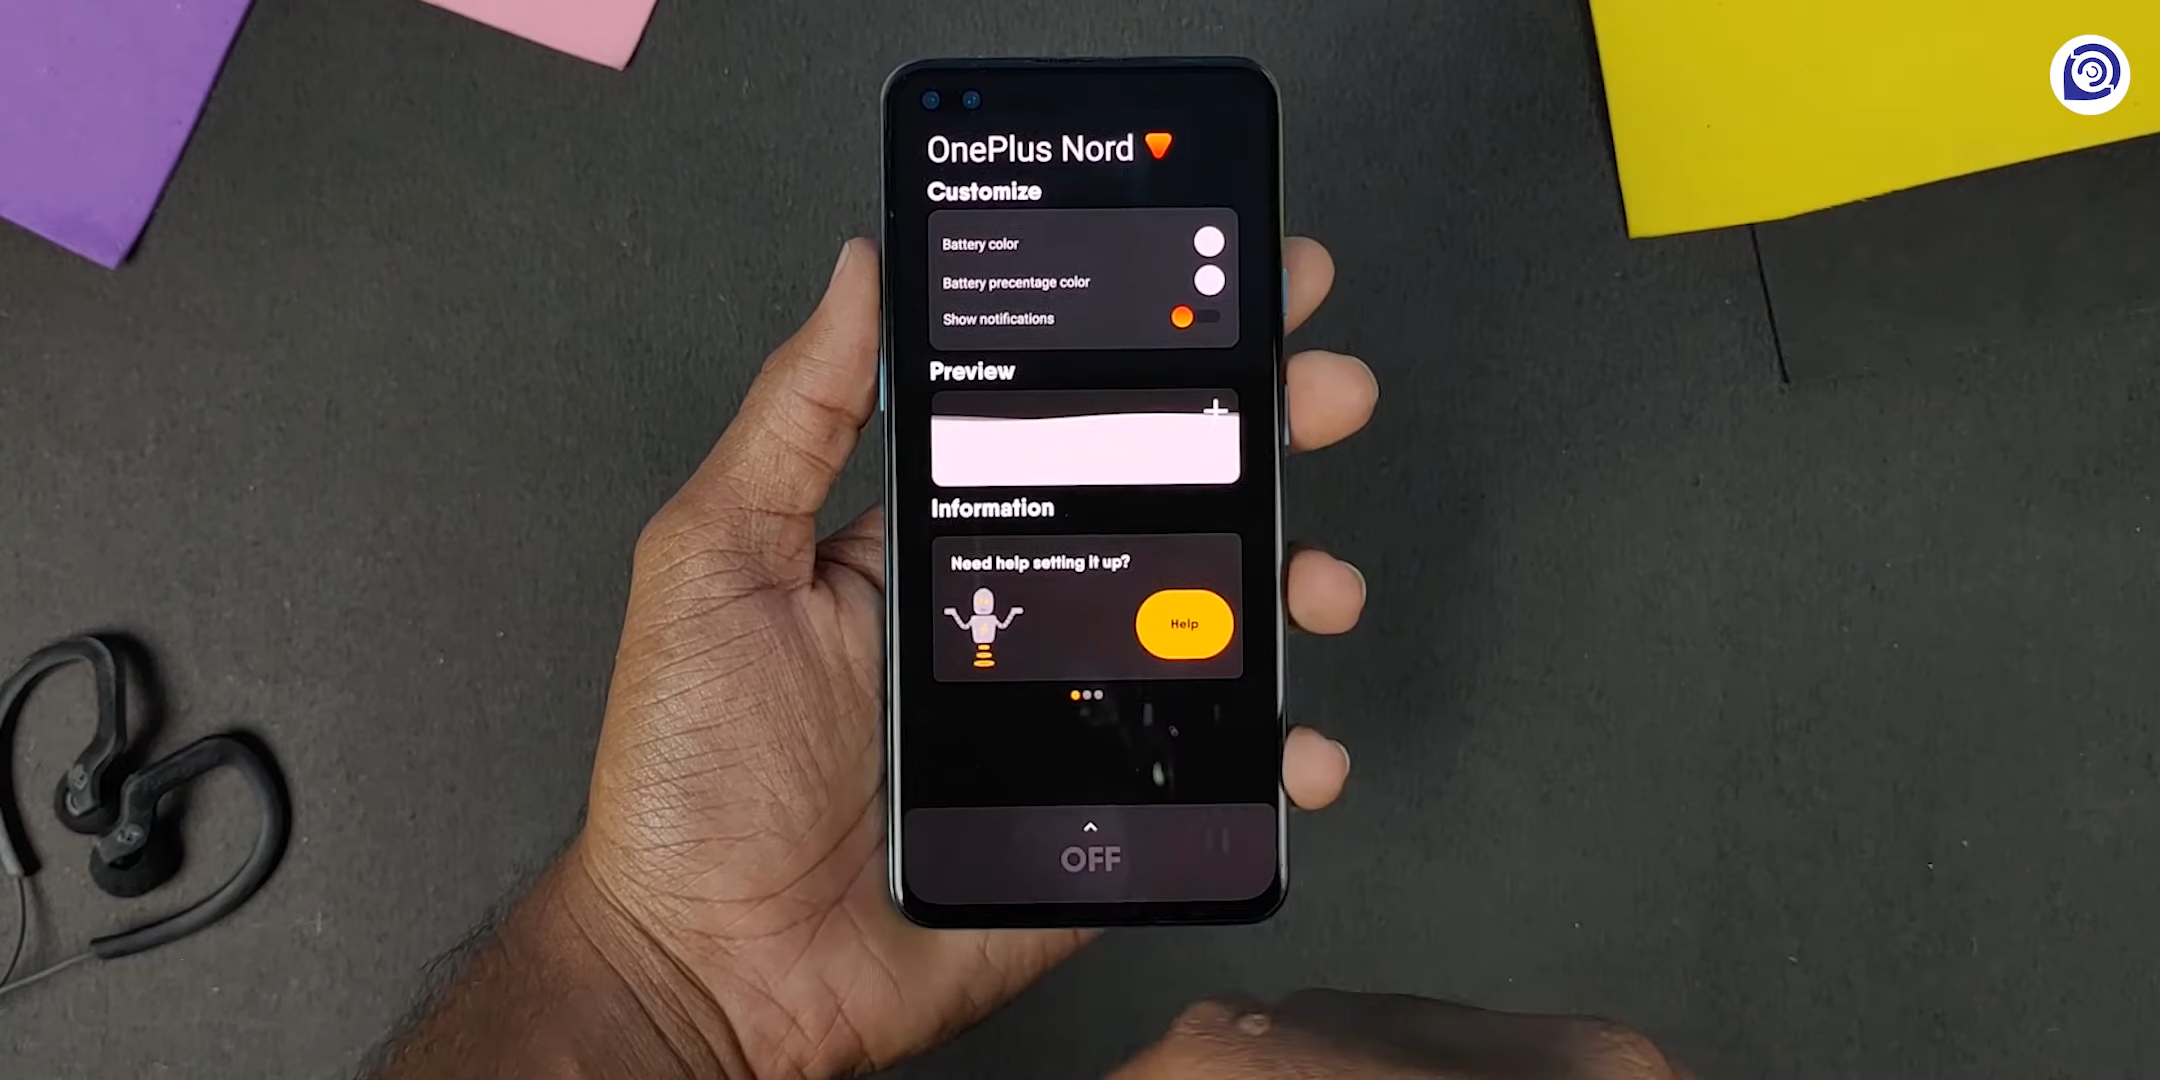 OnePlus Nord
Customize
Battery color
Battery precentage color
Show notifications
Preview
Information
Need help setting it up?
Help
OFF